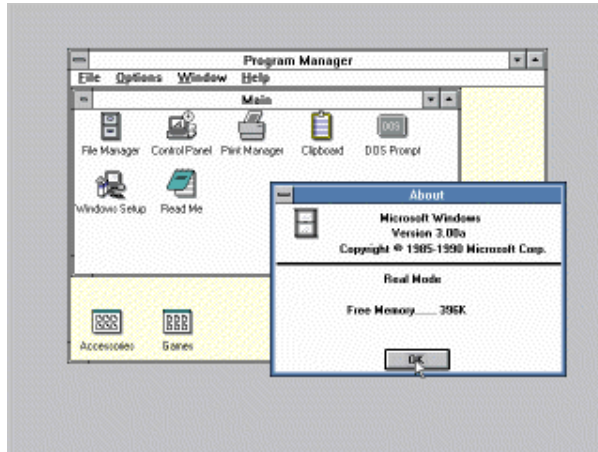 Program Manager
File Options Window Help
Main
File Manager Control Panel Print Manager Clipboard DOS Prompt
DOS
Windows Setup Read Me
About
Microsoft Windows
Version 3.00a
Copyright © 1985-1990 Microsoft Corp.
Real Mode
Free Memory 396K
OK
Accessories Games